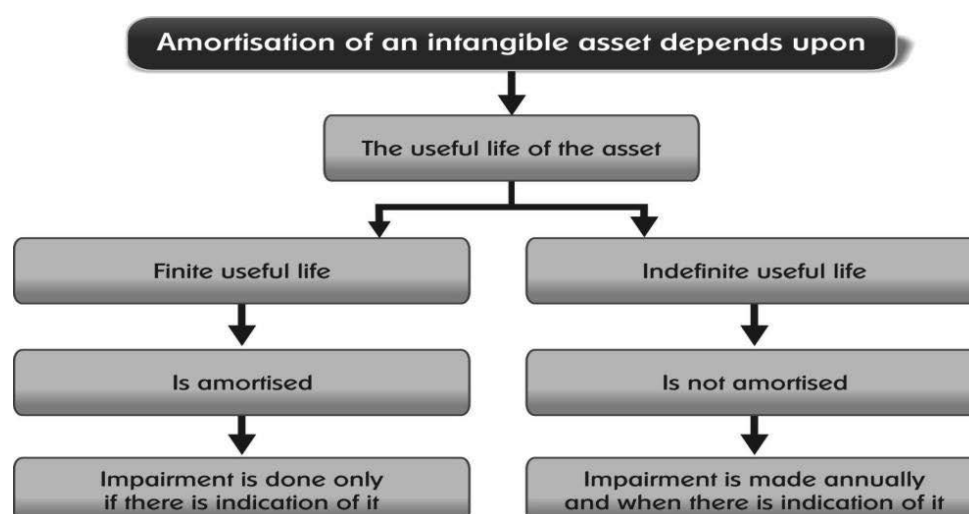 Amortisation of an intangible asset depends upon
The useful life of the asset
Finite useful life
Indefinite useful life
Is amortised
Is not amortised
Impairment is done only
if there is indication of it
Impairment is made annually
and when there is indication of it